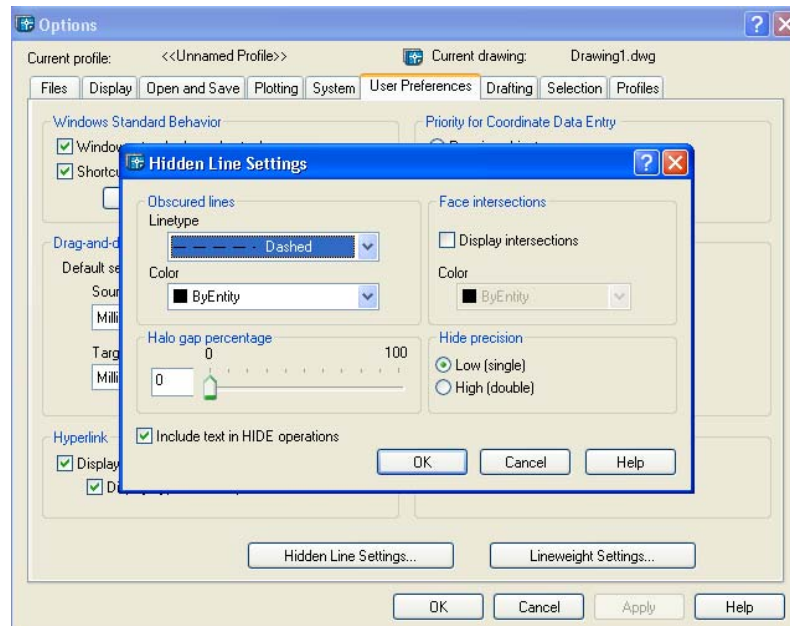 Options
Current profile: <<Unnamed Profile>> Current drawing: Drawing1.dwg
Files Display Open and Save Plotting System User Preferences Drafting Selection Profiles
Windows Standard Behavior
Priority for Coordinate Data Entry
Hidden Line Settings
Obscured lines
Linetype
Dashed
Color
ByEntity
Face intersections
Display intersections
Color
ByEntity
Halo gap percentage
0 100
0
Hide precision
Low (single)
High (double)
Include text in HIDE operations
OK Cancel Help
Hyperlink
Display
Hidden Line Settings... Lineweight Settings...
OK Cancel Apply Help